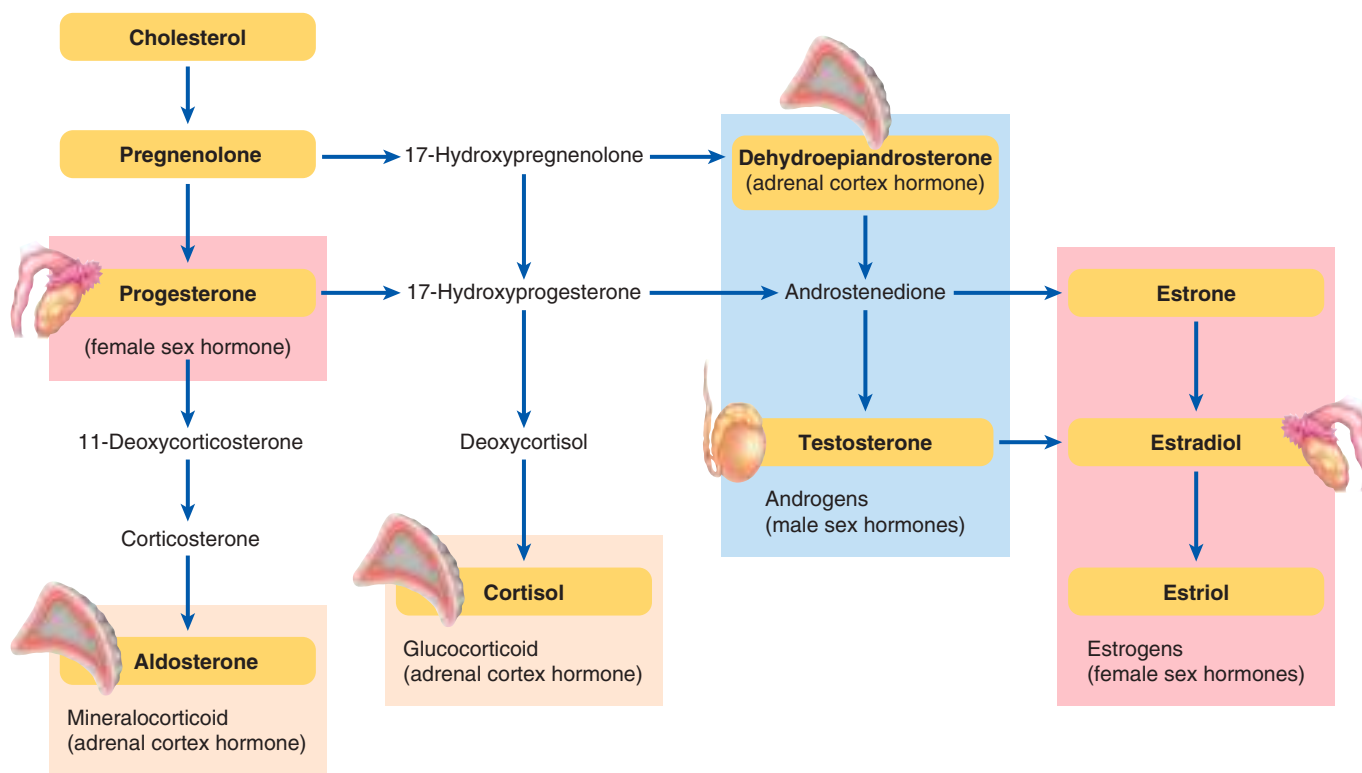 Cholesterol
Pregnenolone
17-Hydroxypregnenolone
Dehydroepiandrosterone
(adrenal cortex hormone)
Progesterone
(female sex hormone)
17-Hydroxyprogesterone
Androstenedione
Estrone
11-Deoxycorticosterone
Deoxycortisol
Testosterone
Estradiol
Androgens
(male sex hormones)
Corticosterone
Cortisol
Glucocorticoid
(adrenal cortex hormone)
Estriol
Estrogens
(female sex hormones)
Aldosterone
Mineralocorticoid
(adrenal cortex hormone)